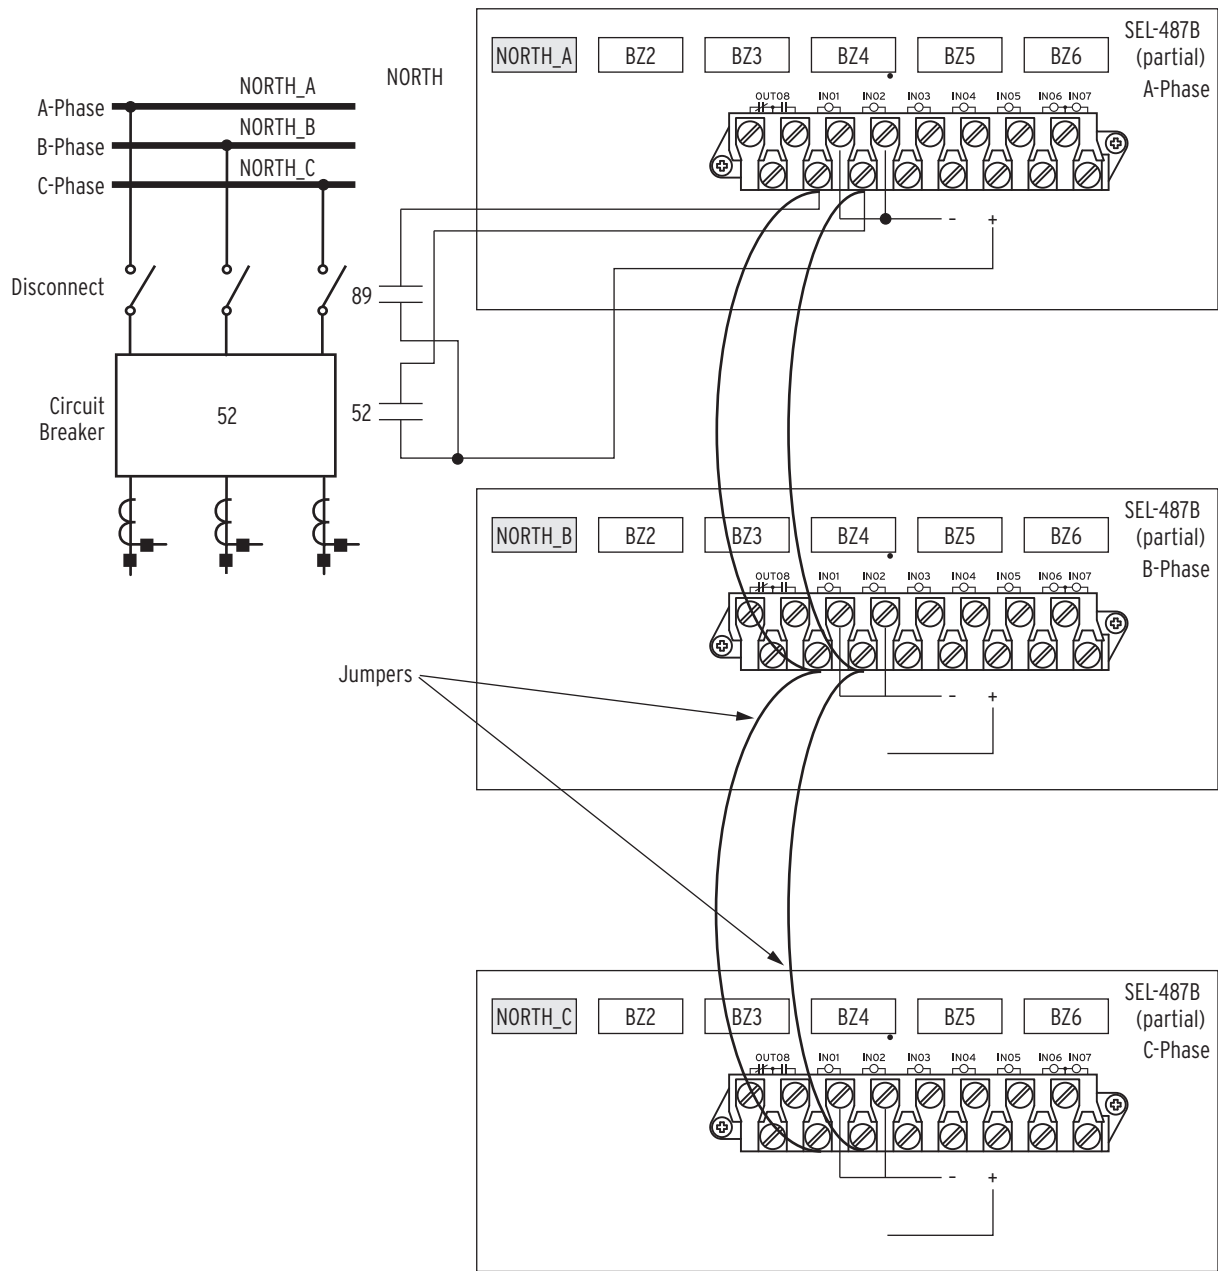 SEL-487B
(partial)
A-Phase
NORTH_A BZ2 BZ3 BZ4 BZ5 BZ6
NORTH
NORTH_A
A-Phase
NORTH_B
B-Phase
NORTH_C
C-Phase
OUT08 IN01 IN02 IN03 IN04 IN05 IN06 IN07
- +
Disconnect
89
Circuit
Breaker
52
52
SEL-487B
(partial)
B-Phase
NORTH_B BZ2 BZ3 BZ4 BZ5 BZ6
OUT08 IN01 IN02 IN03 IN04 IN05 IN06 IN07
- +
Jumpers
SEL-487B
(partial)
C-Phase
NORTH_C BZ2 BZ3 BZ4 BZ5 BZ6
OUT08 IN01 IN02 IN03 IN04 IN05 IN06 IN07
- +